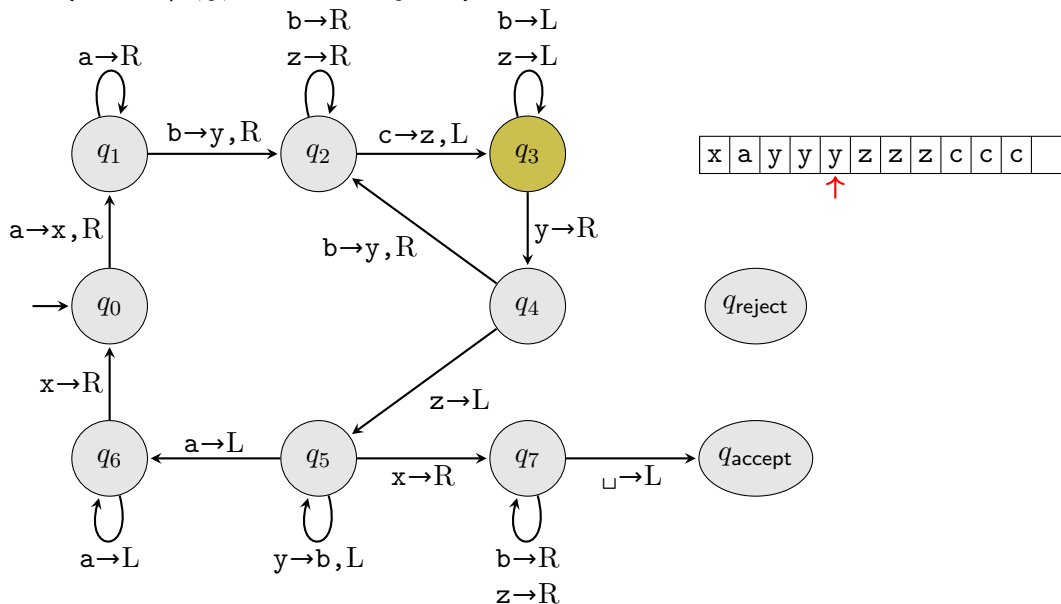 b→R
z→R
b→L
z→L
a→R
q1
b→y,R
q2
c→z,L
q3
x a y y y z z z c c c
a→x,R
b→y,R
y→R
q0
q4
qreject
x→R
z→L
q6
a→L
q5
x→R
q7
␣→L
qaccept
a→L
y→b,L
b→R
z→R